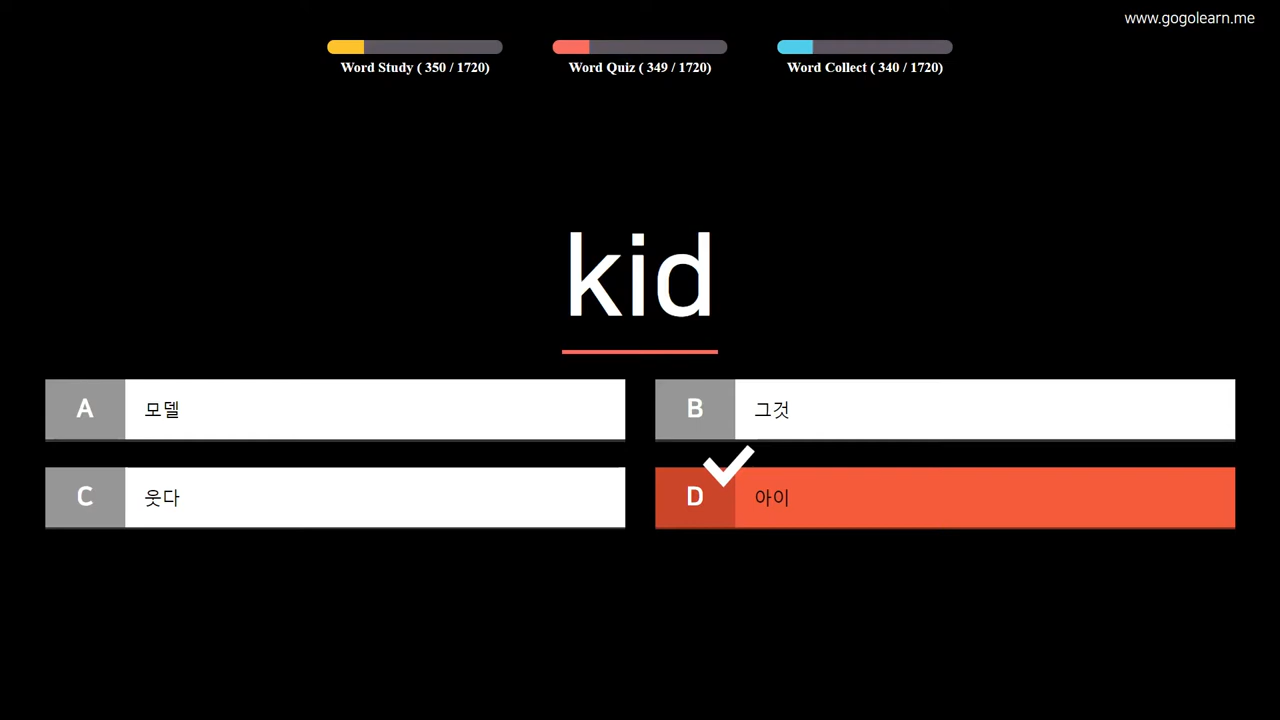 www.gogolearn.me
Word Study ( 350 / 1720)
Word Quiz ( 349 / 1720)
Word Collect ( 340 / 1720)
kid
A 모델
B 그것
C 웃다
D 아이